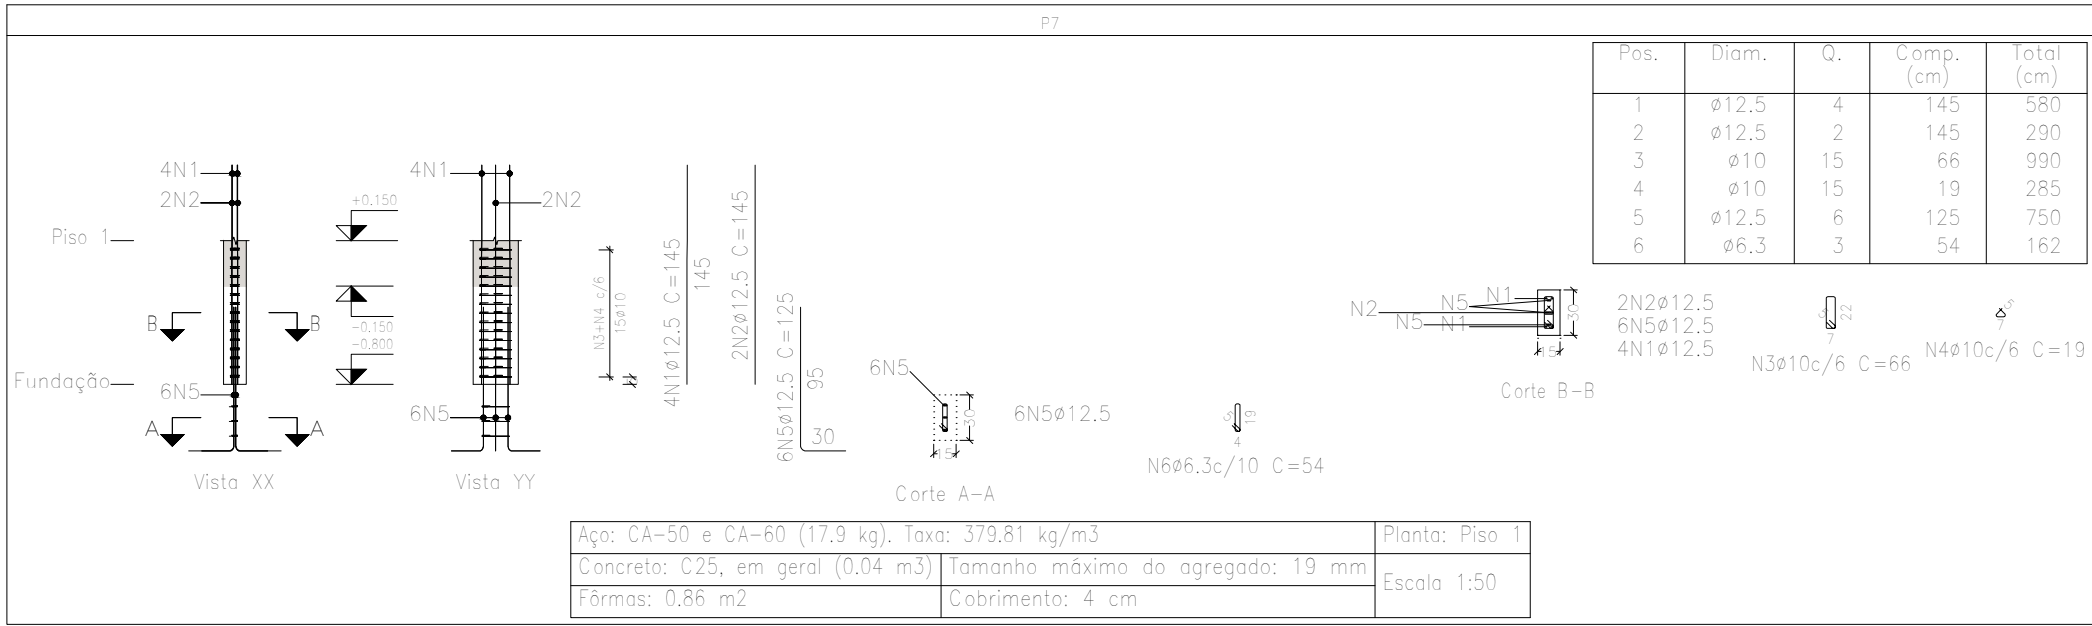 P7
Pos. Diam. Q. Comp. (cm) Total (cm)
1 ø12.5 4 145 580
2 ø12.5 2 145 290
3 ø10 15 66 990
4 ø10 15 19 285
5 ø12.5 6 125 750
6 ø6.3 3 54 162
4N1
2N2
Piso 1
B B
Fundação
6N5
A A
Vista XX
+0.150
-0.150
-0.800
4N1
2N2
6N5
Vista YY
N3+N4 c/6
15ø10
4N1ø12.5 C=145
145
2N2ø12.5 C=145
6N5ø12.5 C=125
95
30
6N5
30
15
6N5ø12.5
Corte A-A
5
19
4
N6ø6.3c/10 C=54
N1
N5
N2
N5
N1
30
15
Corte B-B
2N2ø12.5
6N5ø12.5
4N1ø12.5
5
22
7
N3ø10c/6 C=66
5
7
N4ø10c/6 C=19
Aço: CA-50 e CA-60 (17.9 kg). Taxa: 379.81 kg/m3
Planta: Piso 1
Concreto: C25, em geral (0.04 m3)
Tamanho máximo do agregado: 19 mm
Escala 1:50
Fôrmas: 0.86 m2
Cobrimento: 4 cm